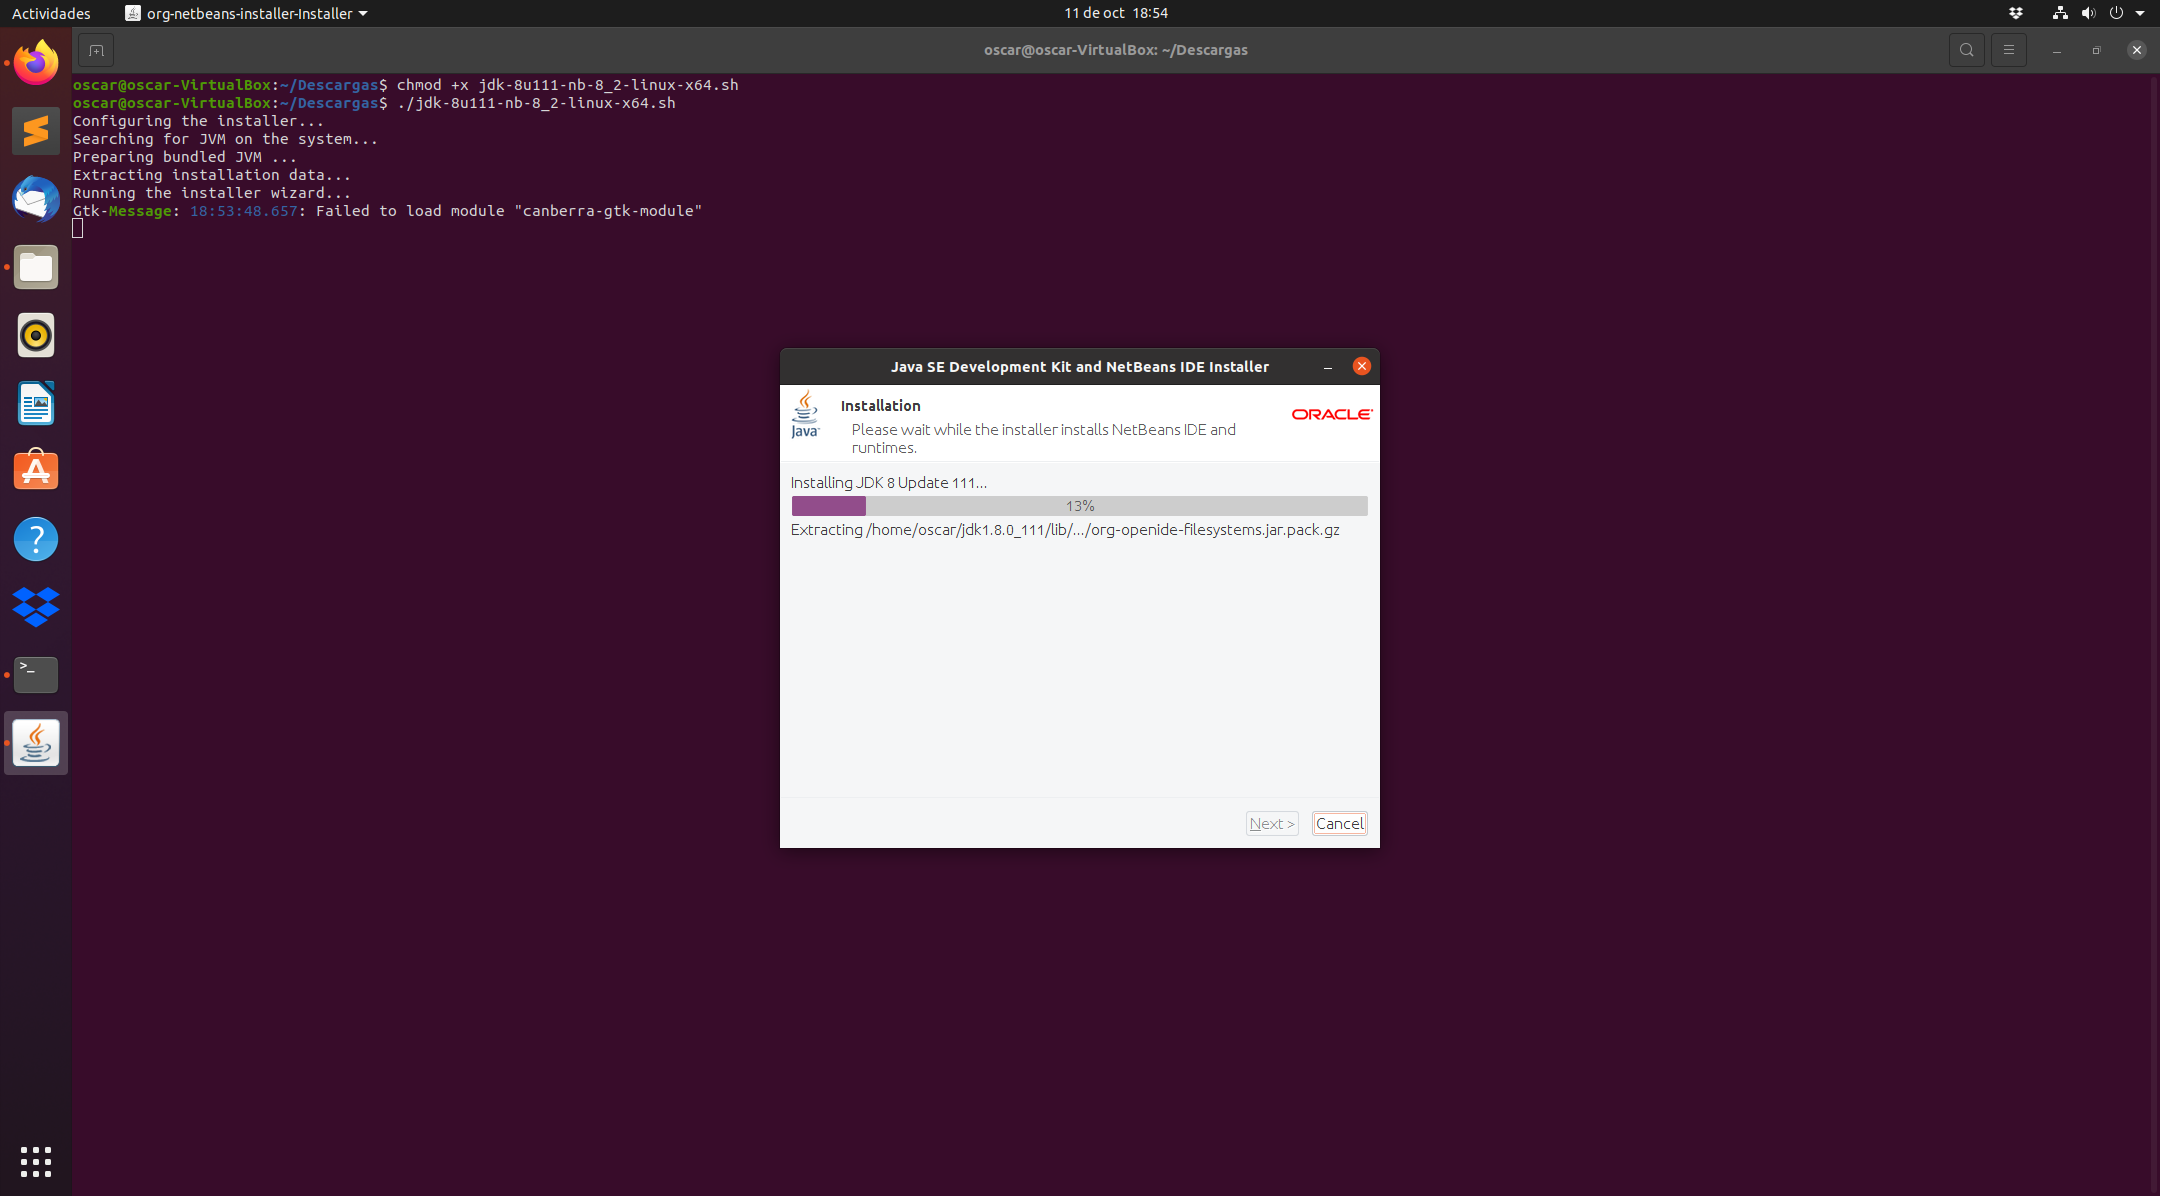 Actividades org-netbeans-installer-Installer 11 de oct 18:54
oscar@oscar-VirtualBox: ~/Descargas
oscar@oscar-VirtualBox:~/Descargas$ chmod +x jdk-8u111-nb-8_2-linux-x64.sh
oscar@oscar-VirtualBox:~/Descargas$ ./jdk-8u111-nb-8_2-linux-x64.sh
Configuring the installer...
Searching for JVM on the system...
Preparing bundled JVM ...
Extracting installation data...
Running the installer wizard...
Gtk-Message: 18:53:48.657: Failed to load module "canberra-gtk-module"
Java SE Development Kit and NetBeans IDE Installer
Java
Installation
ORACLE
Please wait while the installer installs NetBeans IDE and
runtimes.
Installing JDK 8 Update 111...
13%
Extracting /home/oscar/jdk1.8.0_111/lib/.../org-openide-filesystems.jar.pack.gz
Next > Cancel